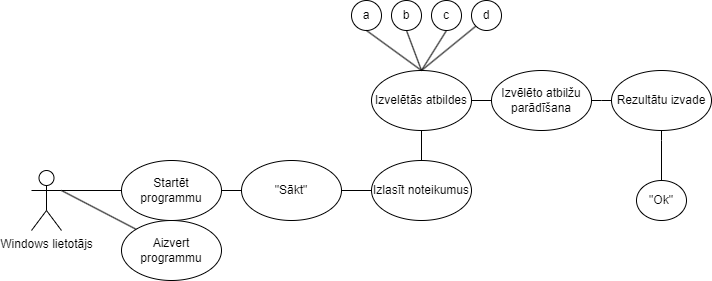 a
b
c
d
Izvelētās atbildes
Izvēlēto atbilžu
parādīšana
Rezultātu izvade
Startēt
programmu
"Sākt"
Izlasīt noteikumus
"Ok"
Windows lietotājs
Aizvert
programmu